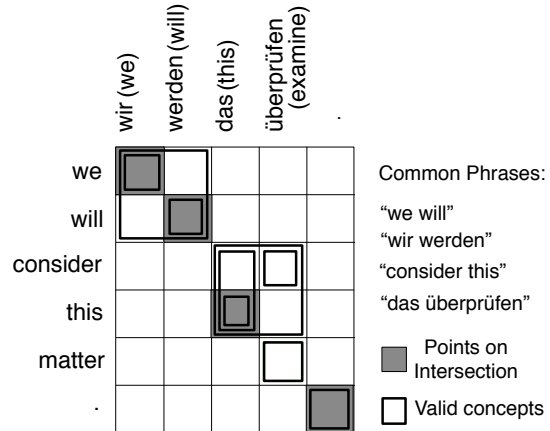 wir (we)
werden (will)
das (this)
überprüfen
(examine)
.
we
will
consider
this
matter
.
Common Phrases:
“we will”
“wir werden”
“consider this”
“das überprüfen”
Points on
Intersection
Valid concepts